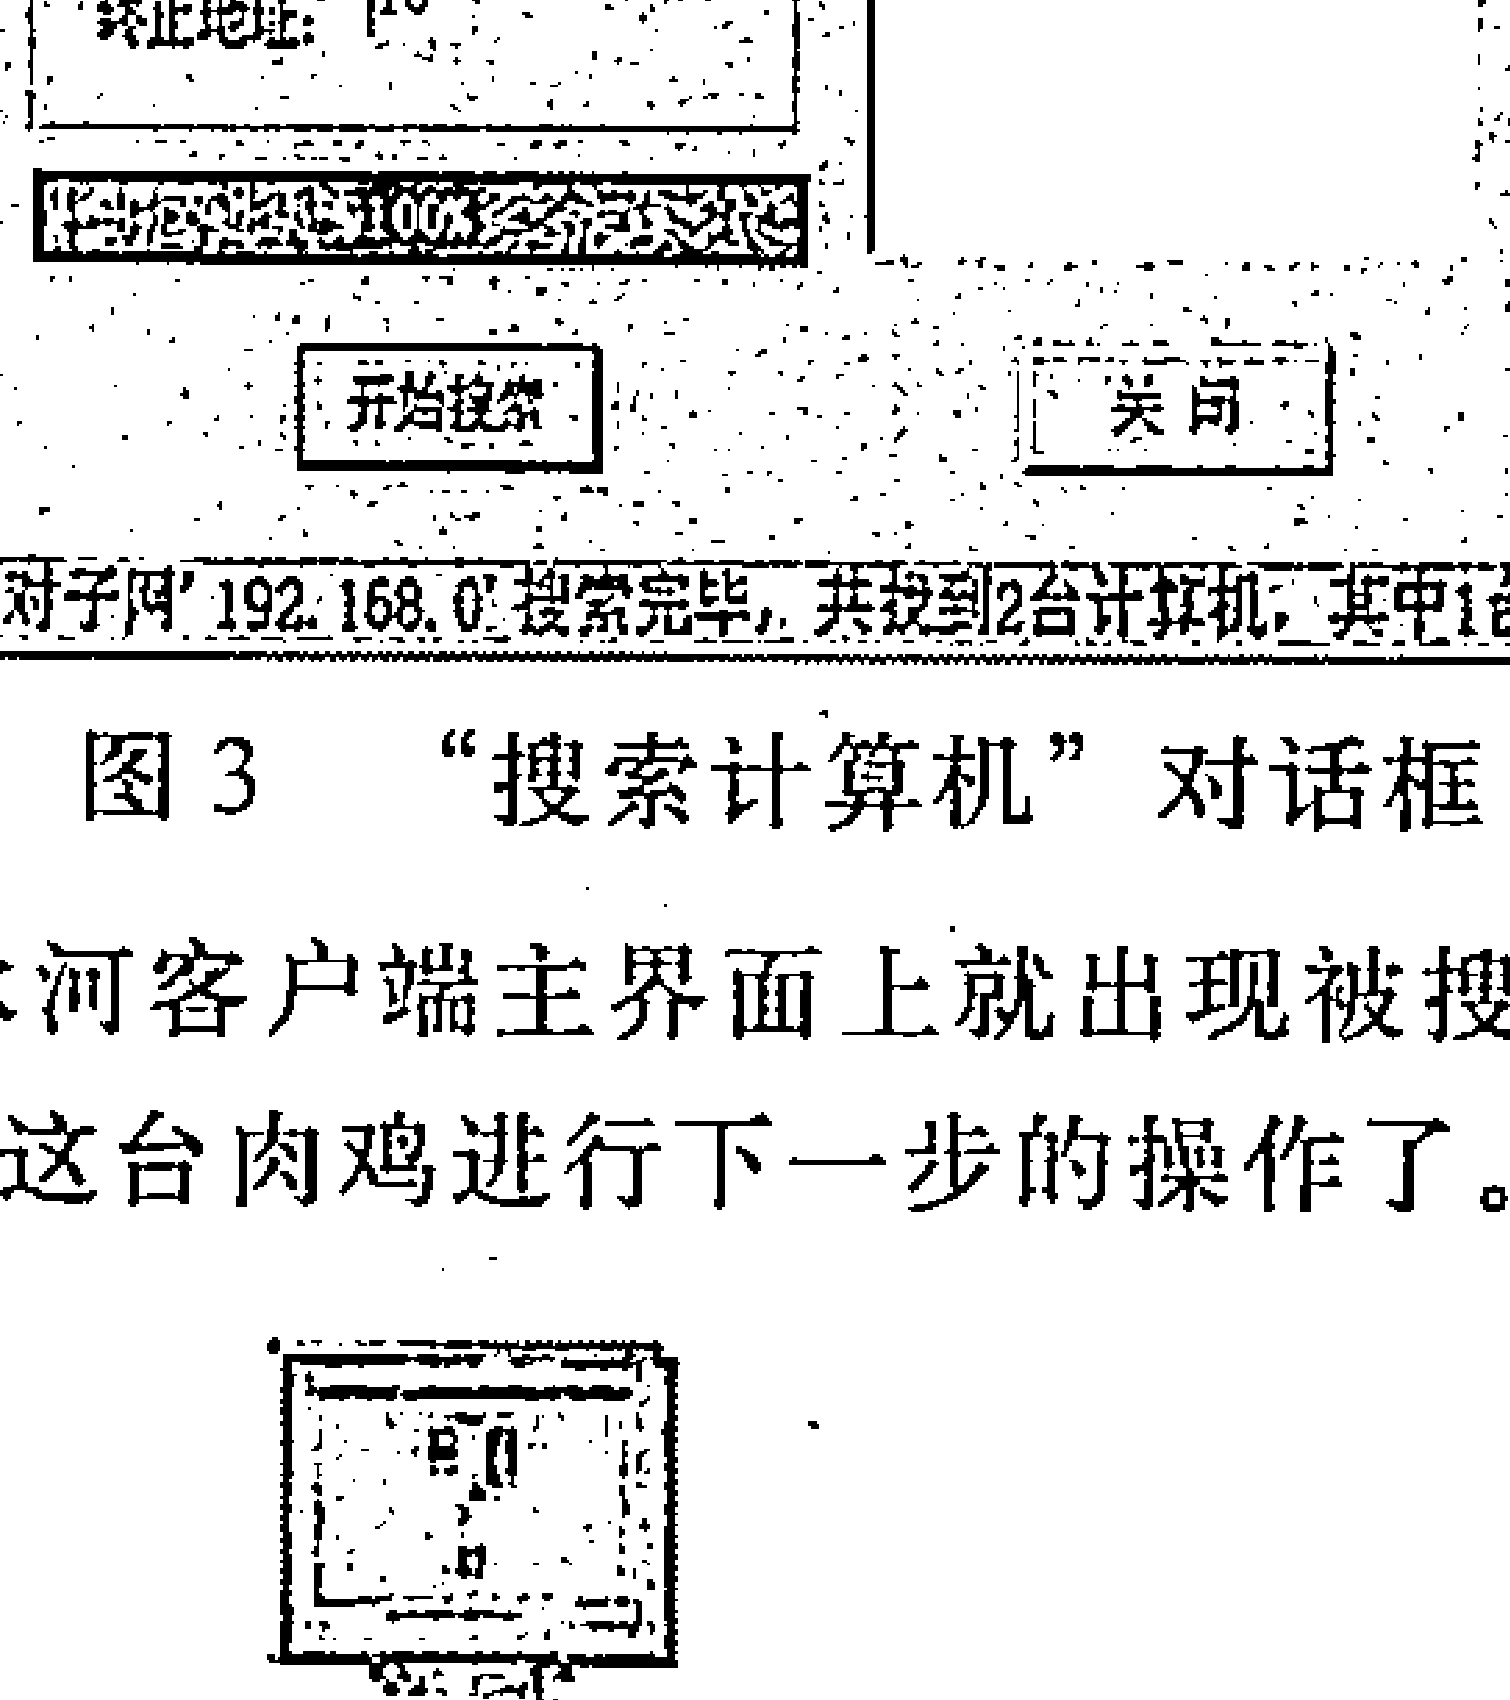 终止地址:
100%
开始搜索 关闭
对子网'192.168.0'搜索完毕，共找到2台计算机，其中1台
图3 “搜索计算机”对话框
河客户端主界面上就出现被搜
这台肉鸡进行下一步的操作了。